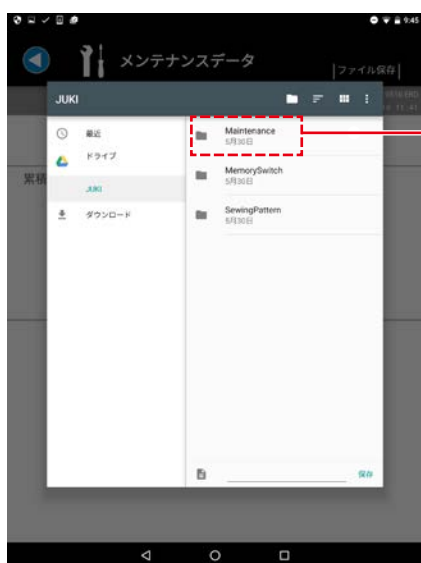 9:45
メンテナンスデータ
ファイル保存
JUKI
最近
ドライブ
JUKI
ダウンロード
累積
Maintenance
5月30日
MemorySwitch
5月30日
SewingPattern
5月30日
保存